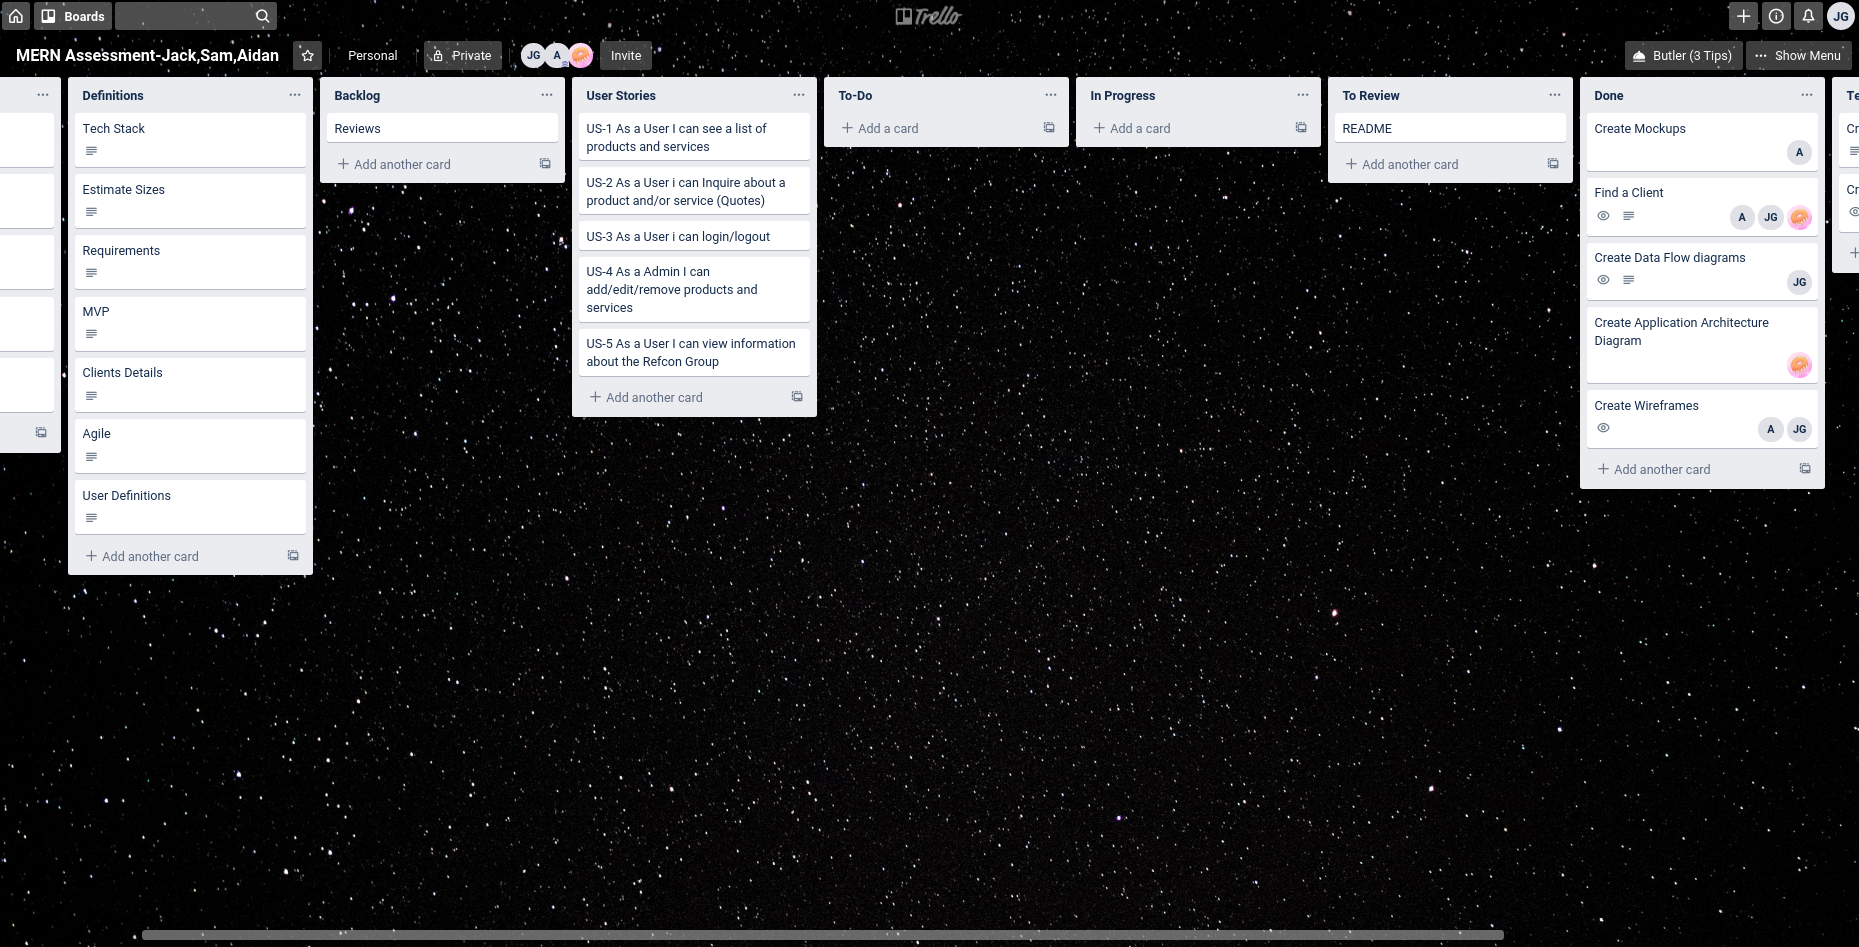 Boards
Trello
JG
MERN Assessment-Jack,Sam,Aidan
Personal
Private
JG
A
Invite
Butler (3 Tips)
Show Menu
Definitions
Tech Stack
Estimate Sizes
Requirements
MVP
Clients Details
Agile
User Definitions
Add another card
Backlog
Reviews
Add another card
User Stories
US-1 As a User I can see a list of
products and services
US-2 As a User i can Inquire about a
product and/or service (Quotes)
US-3 As a User i can login/logout
US-4 As a Admin I can
add/edit/remove products and
services
US-5 As a User I can view information
about the Refcon Group
Add another card
To-Do
Add a card
In Progress
Add a card
To Review
README
Add another card
Done
Create Mockups
A
Find a Client
A
JG
Create Data Flow diagrams
JG
Create Application Architecture
Diagram
Create Wireframes
A
JG
Add another card
Te
Cr
Cr